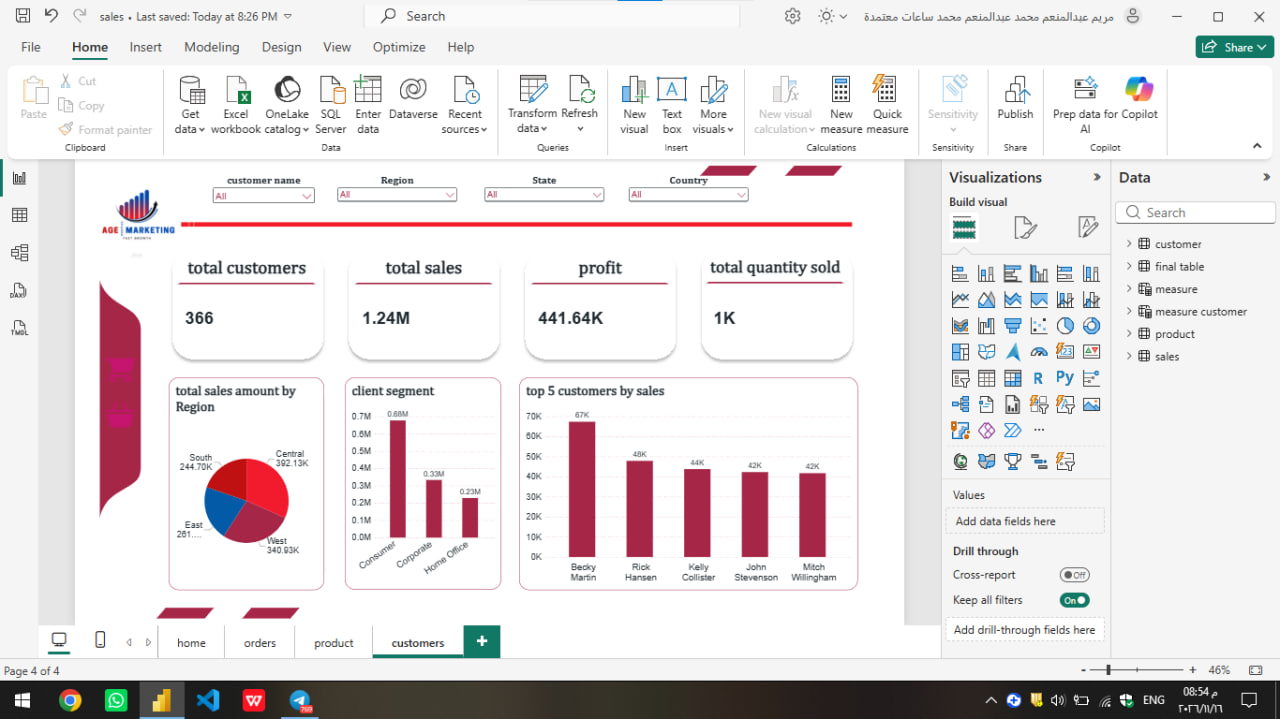 sales • Last saved: Today at 8:26 PM
Search
مريم عبدالمنعم محمد عبدالمنعم محمد ساعات معتمدة
File Home Insert Modeling Design View Optimize Help
Share
Paste
Cut
Copy
Format painter
Clipboard
Get data
Excel workbook
OneLake catalog
SQL Server
Enter data
Dataverse
Recent sources
Data
Transform data
Refresh
Queries
New visual
Text box
More visuals
Insert
New visual calculation
New measure
Quick measure
Calculations
Sensitivity
Sensitivity
Publish
Share
Prep data for AI
Copilot
Copilot
customer name
All
Region
All
State
All
Country
All
AGE MARKETING
total customers
366
total sales
1.24M
profit
441.64K
total quantity sold
1K
total sales amount by
Region
Central
392.13K
West
340.93K
East
261....
South
244.70K
client segment
0.7M
0.6M
0.5M
0.4M
0.3M
0.2M
0.1M
0.0M
0.68M
0.33M
0.23M
Consumer
Corporate
Home Office
top 5 customers by sales
70K
60K
50K
40K
30K
20K
10K
0K
67K
48K
44K
42K
42K
Becky Martin
Rick Hansen
Kelly Collister
John Stevenson
Mitch Willingham
Visualizations
Build visual
Values
Add data fields here
Drill through
Cross-report
Off
Keep all filters
On
Add drill-through fields here
Data
Search
customer
final table
measure
measure customer
product
sales
home
orders
product
customers
Page 4 of 4
46%
ENG
08:54 م
٢٠٢٦/١/١٦